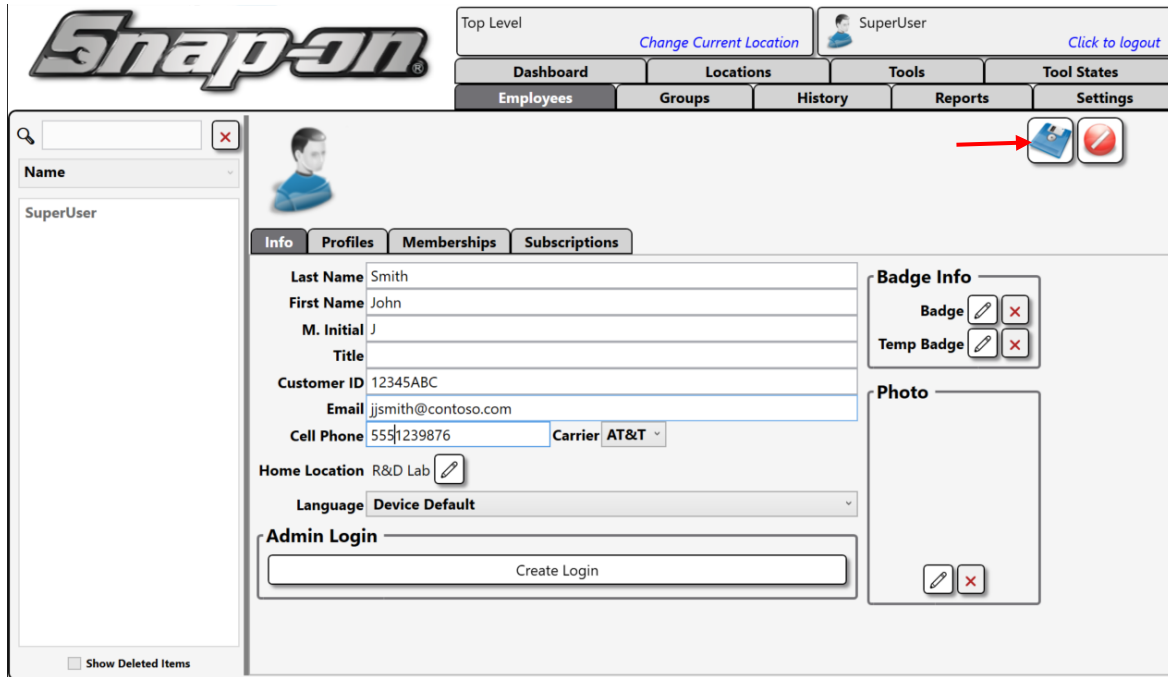 Snap-on®
Top Level
Change Current Location
SuperUser
Click to logout
Dashboard Locations Tools Tool States
Employees Groups History Reports Settings
Name
SuperUser
Show Deleted Items
Info Profiles Memberships Subscriptions
Last Name Smith
First Name John
M. Initial J
Title
Customer ID 12345ABC
Email jjsmith@contoso.com
Cell Phone 5551239876 Carrier AT&T
Home Location R&D Lab
Language Device Default
Admin Login
Create Login
Badge Info
Badge
Temp Badge
Photo